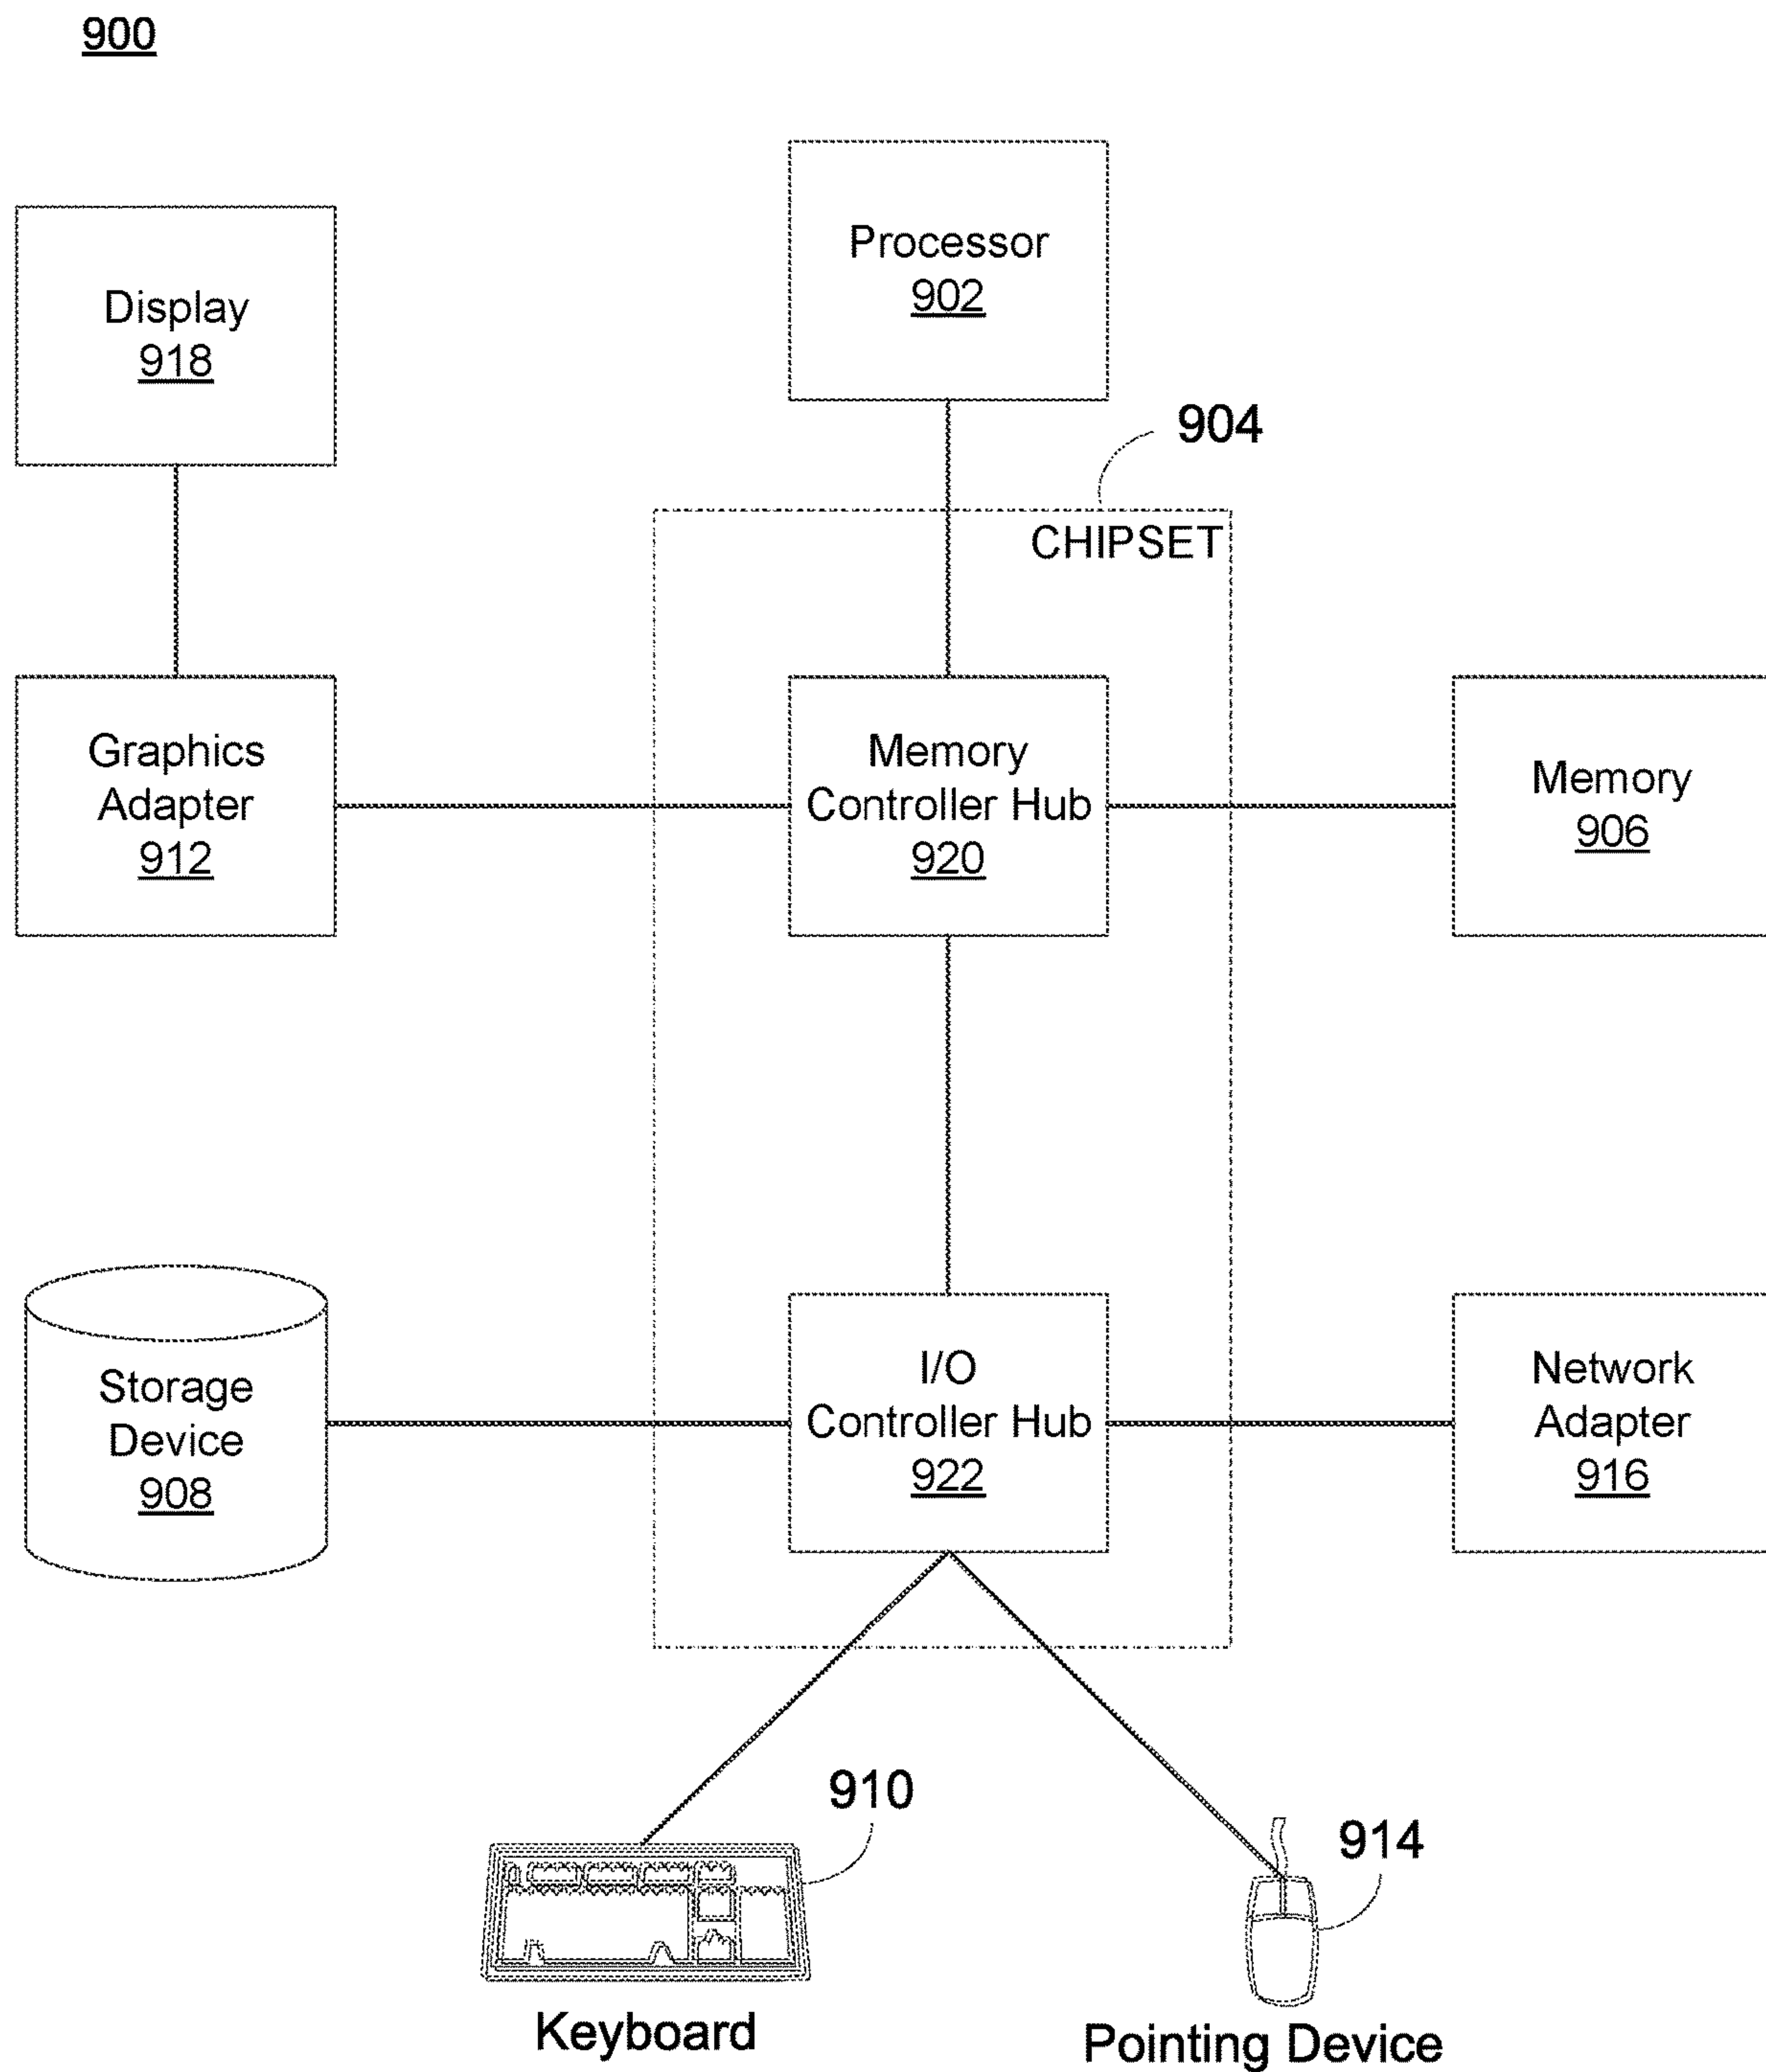 900
Processor
902
Display
918
904
CHIPSET
Graphics
Adapter
912
Memory
Controller Hub
920
Memory
906
Storage
Device
908
I/O
Controller Hub
922
Network
Adapter
916
910
914
Keyboard
Pointing Device